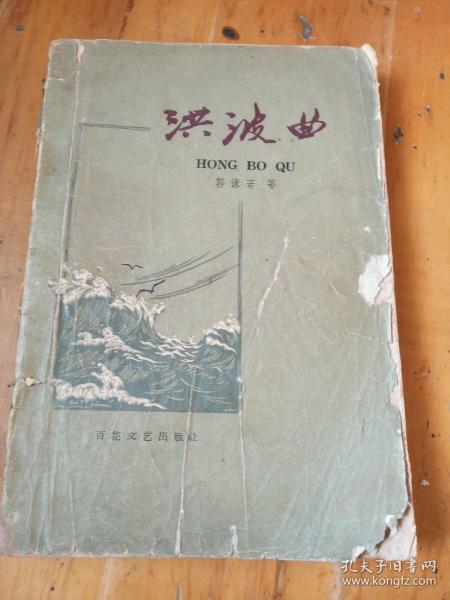 洪波曲
HONG BO QU
郭沫若 著
百花文艺出版社
孔夫子旧书网
www.kongfz.com